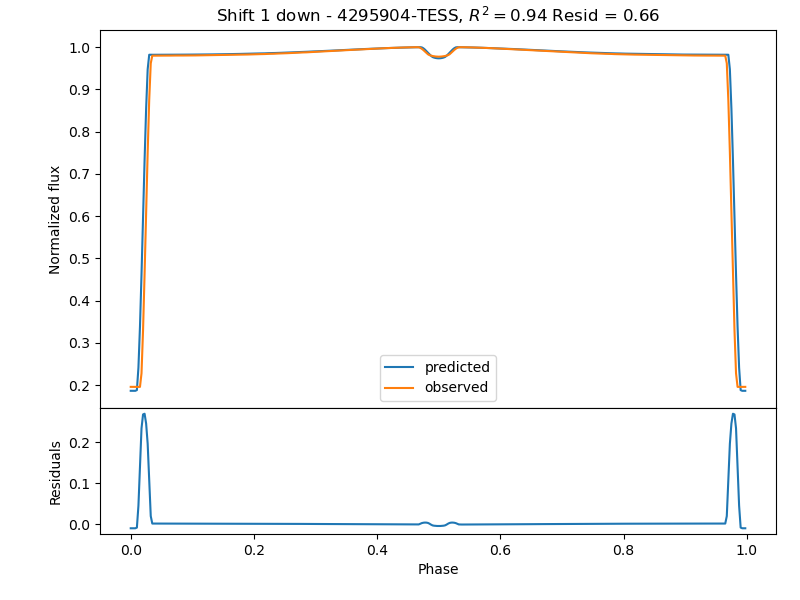 Shift 1 down - 4295904-TESS, R² = 0.94 Resid = 0.66
Normalized flux
1.0
0.9
0.8
0.7
0.6
0.5
0.4
0.3
0.2
predicted
observed
Residuals
0.2
0.1
0.0
0.0 0.2 0.4 0.6 0.8 1.0
Phase